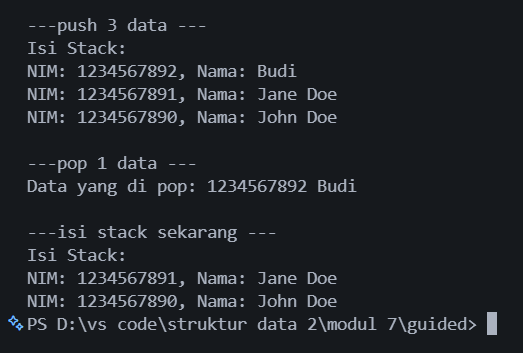 ---push 3 data ---
Isi Stack:
NIM: 1234567892, Nama: Budi
NIM: 1234567891, Nama: Jane Doe
NIM: 1234567890, Nama: John Doe
---pop 1 data ---
Data yang di pop: 1234567892 Budi
---isi stack sekarang ---
Isi Stack:
NIM: 1234567891, Nama: Jane Doe
NIM: 1234567890, Nama: John Doe
PS D:\vs code\struktur data 2\modul 7\guided>